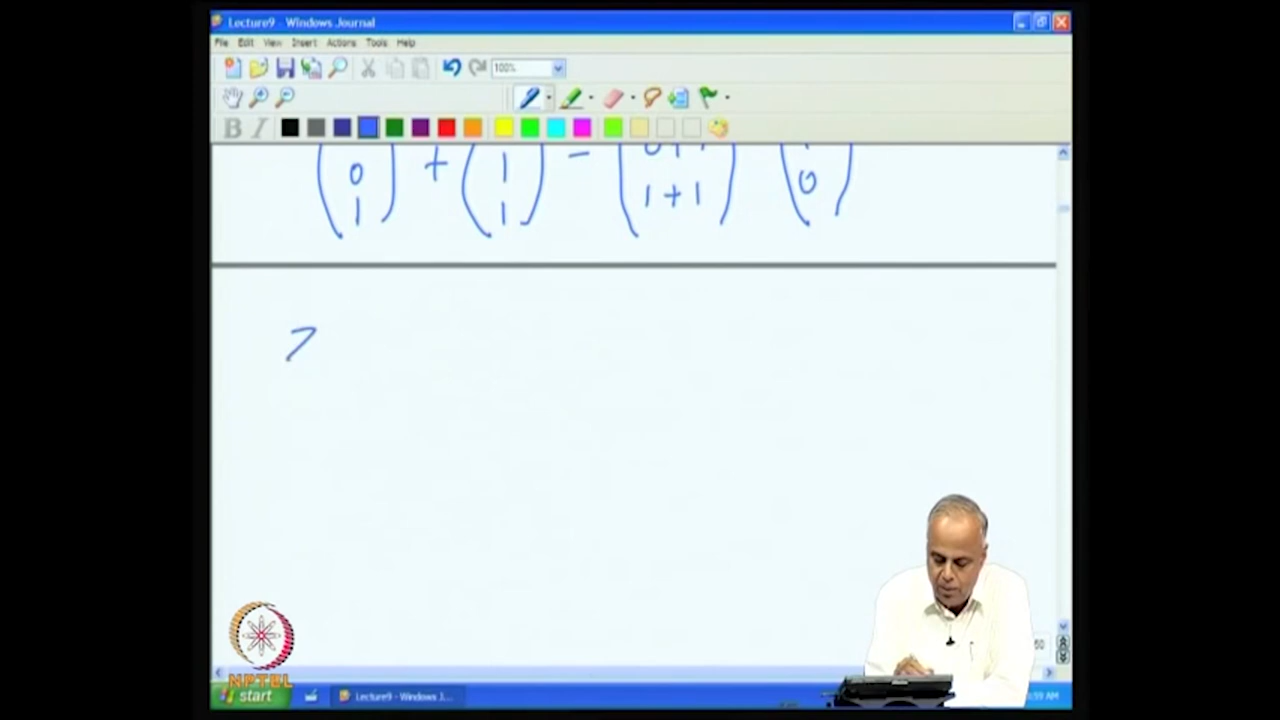 Lecture9 - Windows Journal
File Edit View Insert Actions Tools Help
100%
B I
0 + 1 - 0
1 1 1 + 1
NPTEL
start Lecture9 - Windows J...